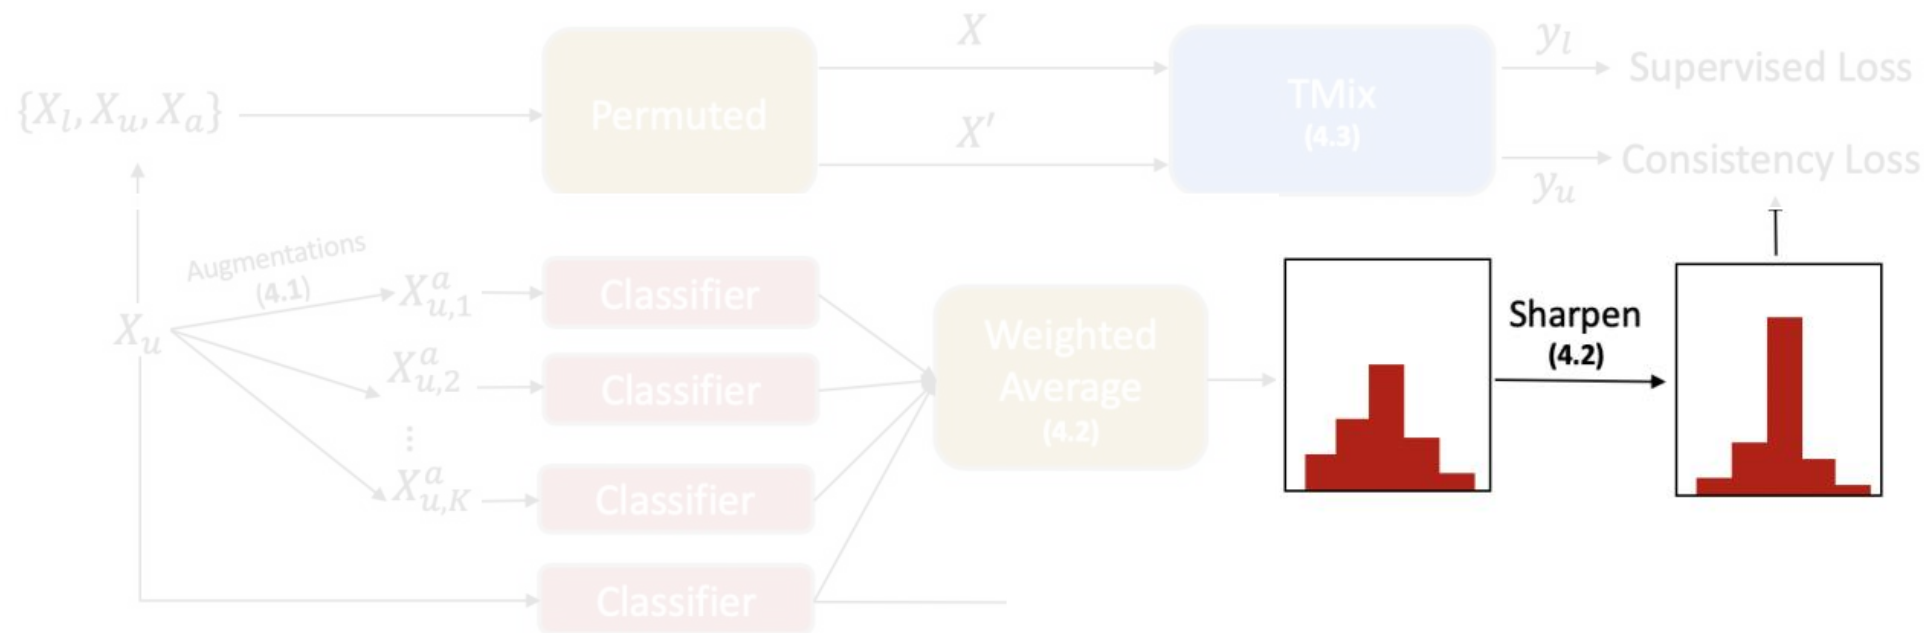 {X_l, X_u, X_a}
Permuted
X
X'
TMix
(4.3)
y_l
Supervised Loss
y_u
Consistency Loss
Augmentations
(4.1)
X_u
X^a_{u,1}
X^a_{u,2}
⋮
X^a_{u,K}
Classifier
Classifier
Classifier
Classifier
Weighted
Average
(4.2)
Sharpen
(4.2)